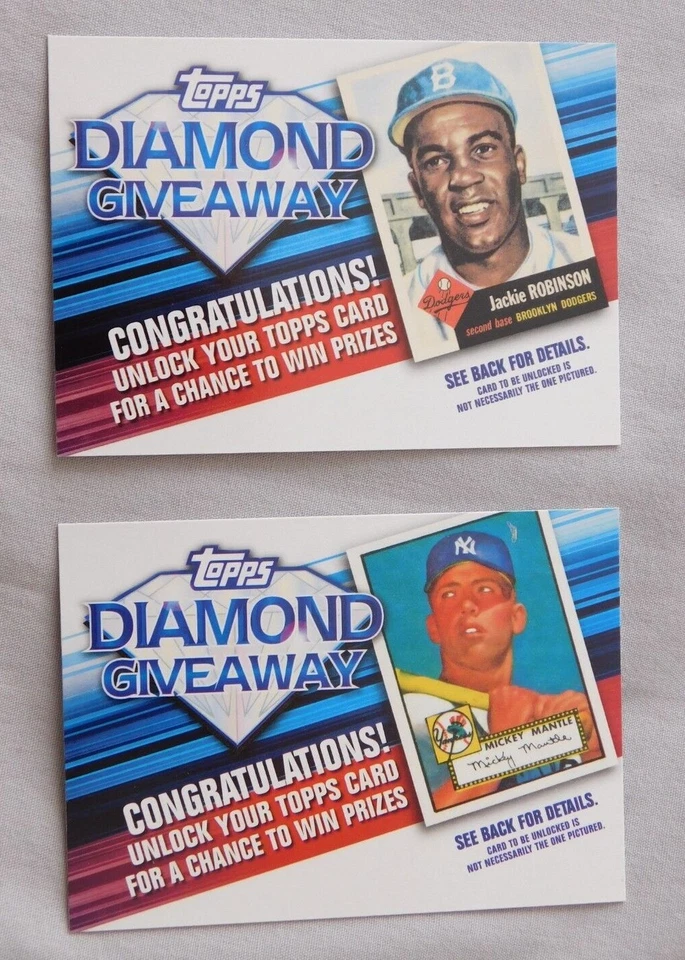 Topps
DIAMOND
GIVEAWAY
CONGRATULATIONS!
UNLOCK YOUR TOPPS CARD
FOR A CHANCE TO WIN PRIZES
B
Dodgers
Jackie ROBINSON
second base BROOKLYN DODGERS
SEE BACK FOR DETAILS.
CARD TO BE UNLOCKED IS
NOT NECESSARILY THE ONE PICTURED.
Topps
DIAMOND
GIVEAWAY
CONGRATULATIONS!
UNLOCK YOUR TOPPS CARD
FOR A CHANCE TO WIN PRIZES
NY
MICKEY MANTLE
Mickey Mantle
SEE BACK FOR DETAILS.
CARD TO BE UNLOCKED IS
NOT NECESSARILY THE ONE PICTURED.